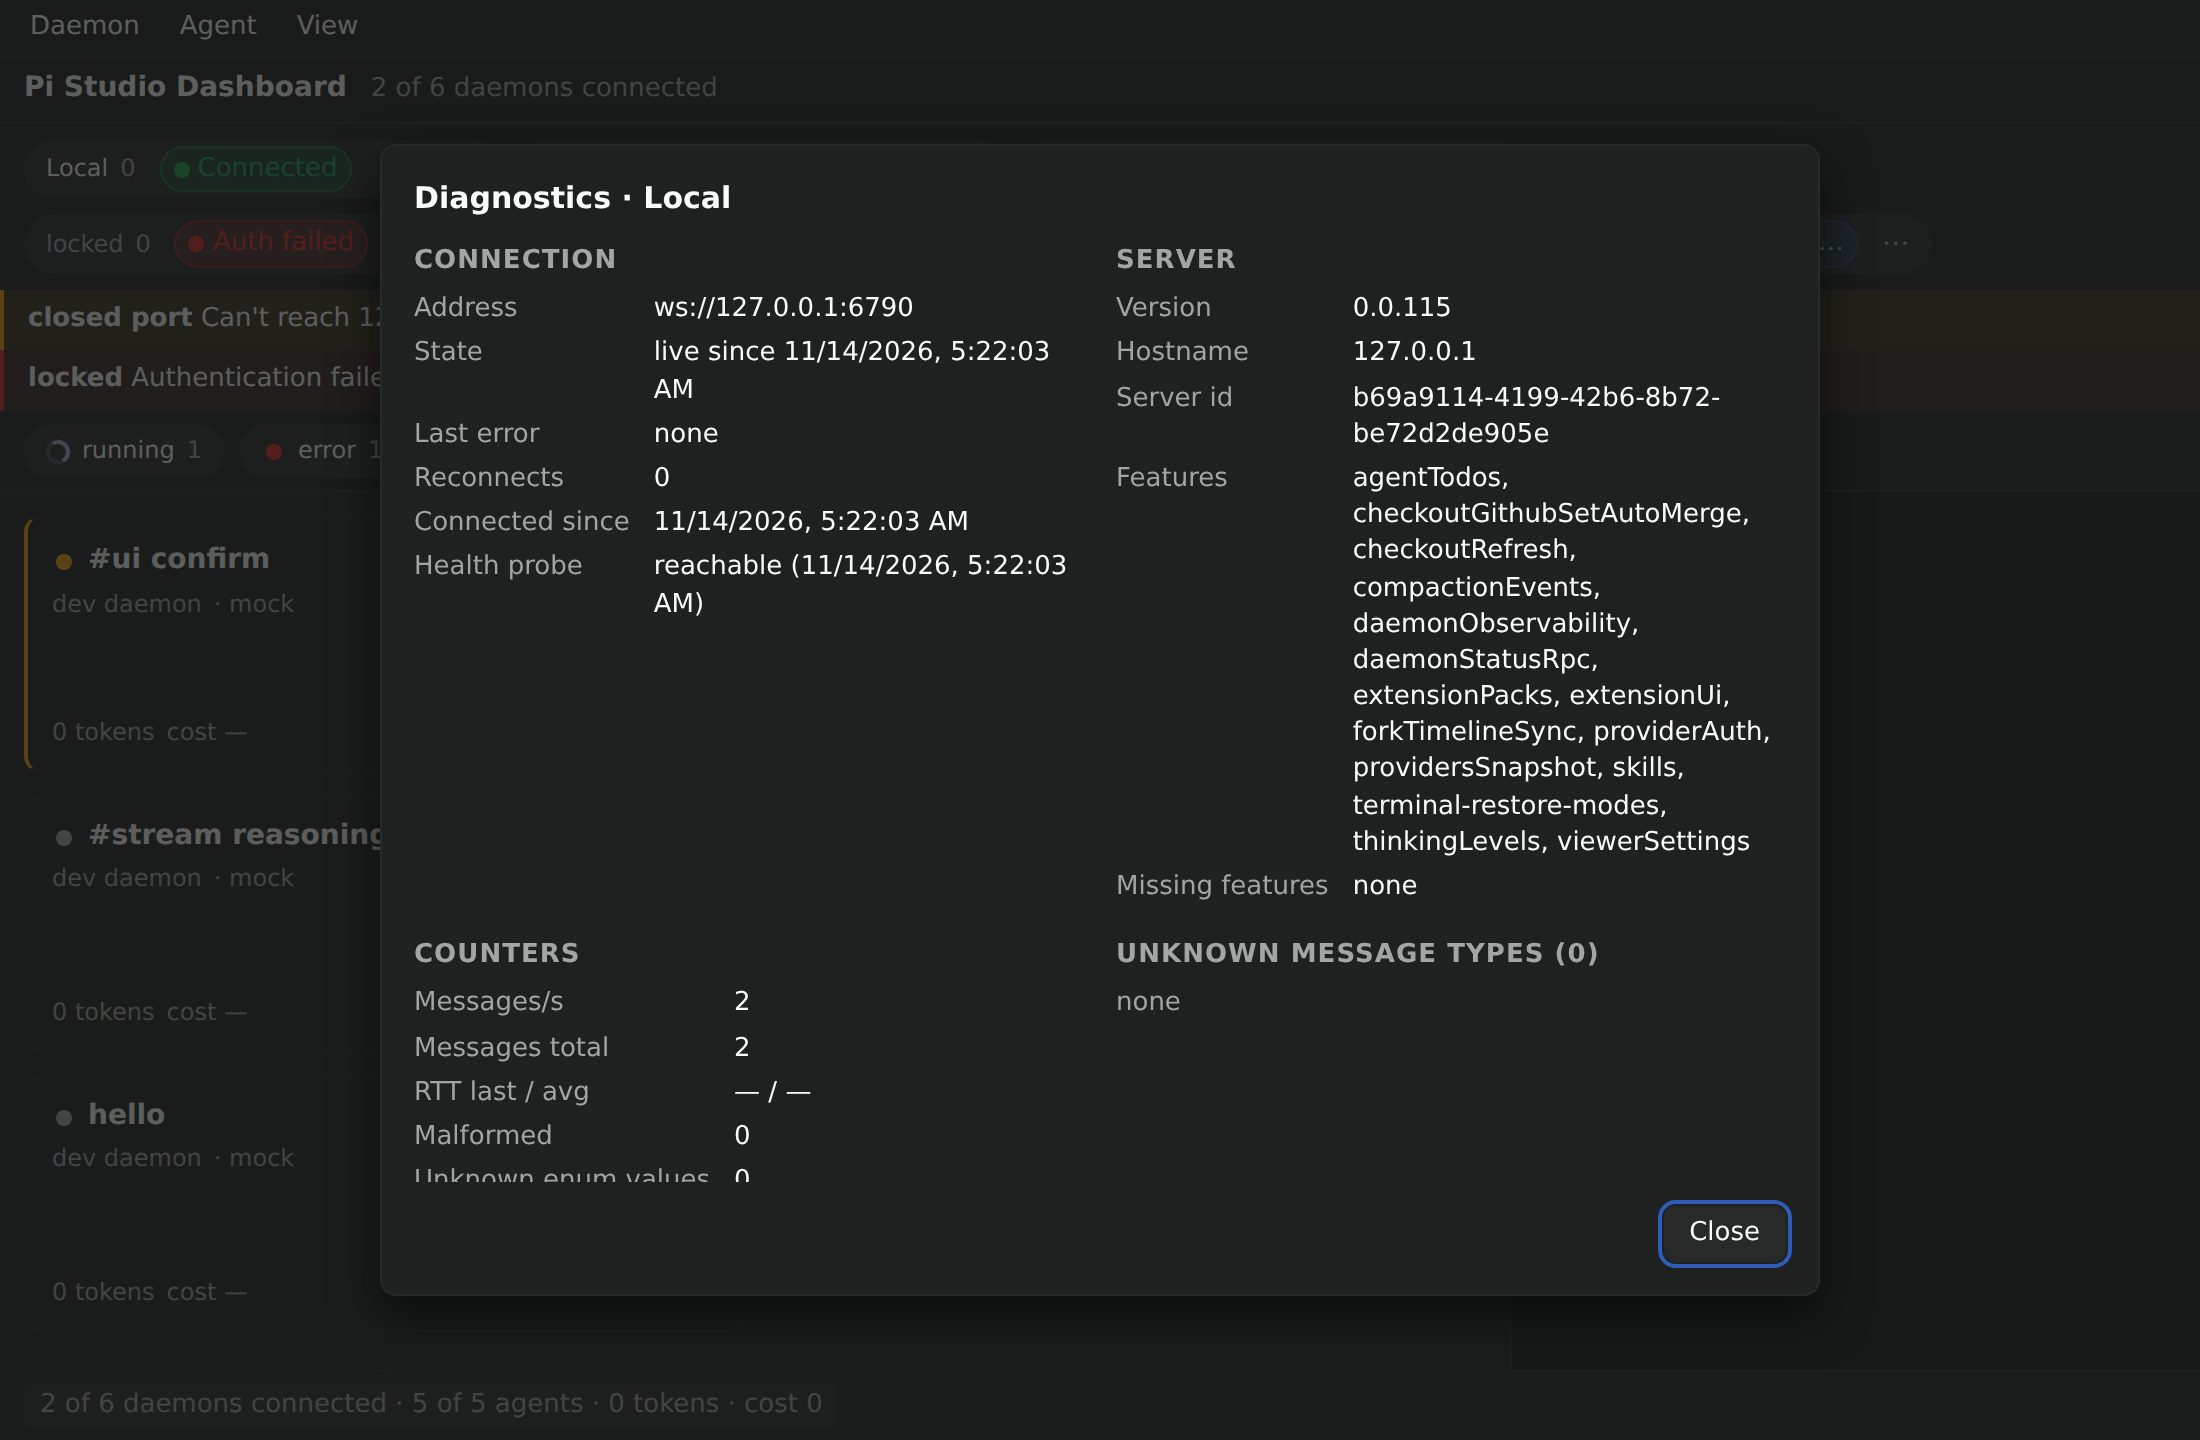 Daemon Agent View
Pi Studio Dashboard 2 of 6 daemons connected
Local 0 Connected
locked 0 Auth failed
... ...
closed port Can't reach 12
locked Authentication faile
running 1 error 1
#ui confirm
dev daemon · mock
0 tokens cost —
#stream reasoning
dev daemon · mock
0 tokens cost —
hello
dev daemon · mock
0 tokens cost —
Diagnostics · Local
CONNECTION
Address ws://127.0.0.1:6790
State live since 11/14/2026, 5:22:03
AM
Last error none
Reconnects 0
Connected since 11/14/2026, 5:22:03 AM
Health probe reachable (11/14/2026, 5:22:03
AM)
SERVER
Version 0.0.115
Hostname 127.0.0.1
Server id b69a9114-4199-42b6-8b72-
be72d2de905e
Features agentTodos,
checkoutGithubSetAutoMerge,
checkoutRefresh,
compactionEvents,
daemonObservability,
daemonStatusRpc,
extensionPacks, extensionUi,
forkTimelineSync, providerAuth,
providersSnapshot, skills,
terminal-restore-modes,
thinkingLevels, viewerSettings
Missing features none
COUNTERS
Messages/s 2
Messages total 2
RTT last / avg — / —
Malformed 0
Unknown enum values 0
UNKNOWN MESSAGE TYPES (0)
none
Close
2 of 6 daemons connected · 5 of 5 agents · 0 tokens · cost 0